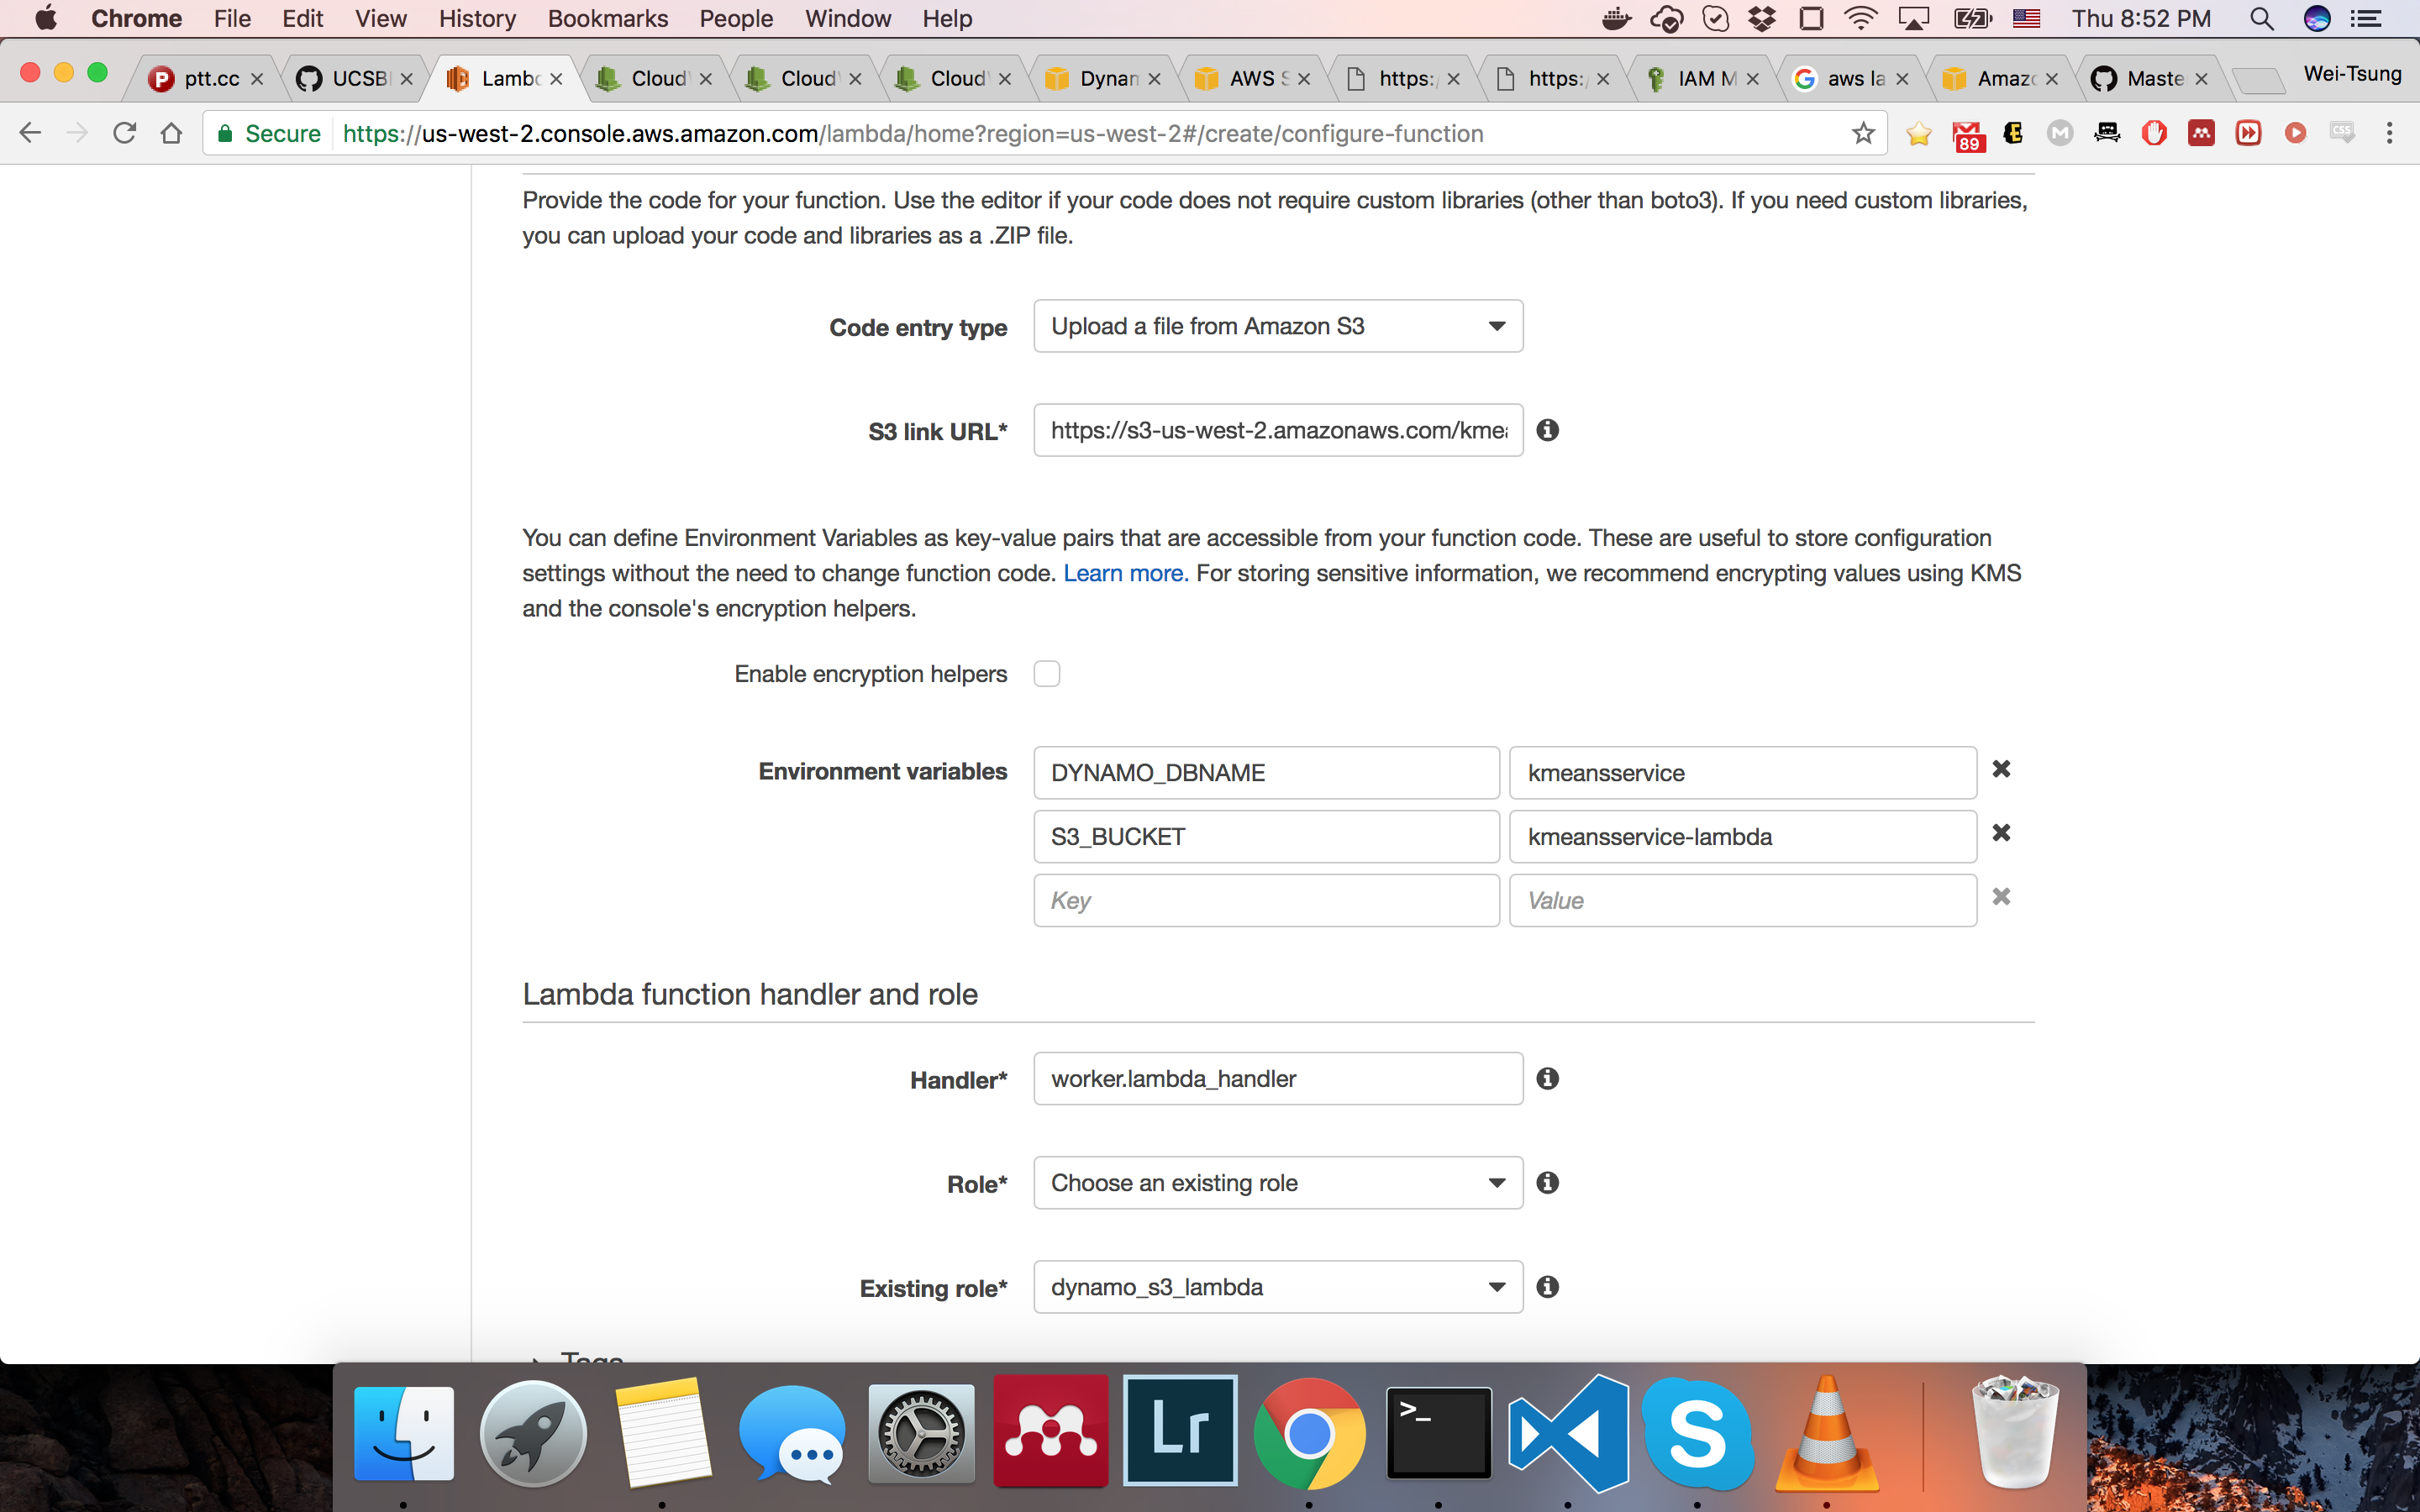 Chrome File Edit View History Bookmarks People Window Help Thu 8:52 PM
ptt.cc UCSB Lamb Cloud Cloud Cloud Dynam AWS S https: https: IAM M aws la Amaz Maste Wei-Tsung
Secure https://us-west-2.console.aws.amazon.com/lambda/home?region=us-west-2#/create/configure-function 89 CSS
Provide the code for your function. Use the editor if your code does not require custom libraries (other than boto3). If you need custom libraries,
you can upload your code and libraries as a .ZIP file.
Code entry type Upload a file from Amazon S3
S3 link URL* https://s3-us-west-2.amazonaws.com/kmea
You can define Environment Variables as key-value pairs that are accessible from your function code. These are useful to store configuration
settings without the need to change function code. Learn more. For storing sensitive information, we recommend encrypting values using KMS
and the console's encryption helpers.
Enable encryption helpers
Environment variables DYNAMO_DBNAME kmeansservice
S3_BUCKET kmeansservice-lambda
Key Value
Lambda function handler and role
Handler* worker.lambda_handler
Role* Choose an existing role
Existing role* dynamo_s3_lambda
Tags
Lr >_ S